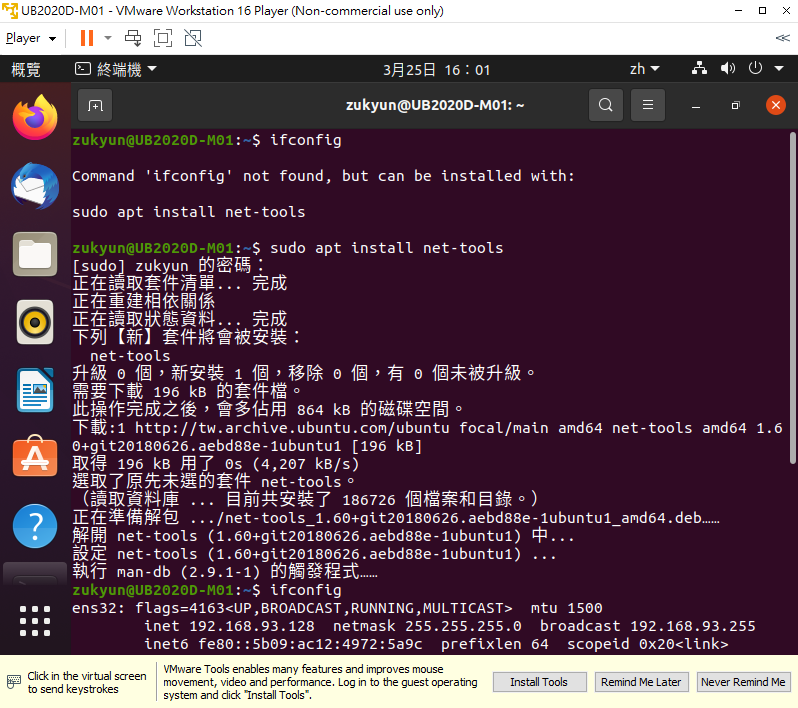 UB2020D-M01 - VMware Workstation 16 Player (Non-commercial use only)
Player
概覽 終端機 3月25日 16：01 zh
zukyun@UB2020D-M01: ~
zukyun@UB2020D-M01:~$ ifconfig
Command 'ifconfig' not found, but can be installed with:
sudo apt install net-tools
zukyun@UB2020D-M01:~$ sudo apt install net-tools
[sudo] zukyun 的密碼：
正在讀取套件清單... 完成
正在重建相依關係
正在讀取狀態資料... 完成
下列【新】套件將會被安裝：
  net-tools
升級 0 個，新安裝 1 個，移除 0 個，有 0 個未被升級。
需要下載 196 kB 的套件檔。
此操作完成之後，會多佔用 864 kB 的磁碟空間。
下載:1 http://tw.archive.ubuntu.com/ubuntu focal/main amd64 net-tools amd64 1.6
0+git20180626.aebd88e-1ubuntu1 [196 kB]
取得 196 kB 用了 0s (4,207 kB/s)
選取了原先未選的套件 net-tools。
（讀取資料庫 ... 目前共安裝了 186726 個檔案和目錄。）
正在準備解包 .../net-tools_1.60+git20180626.aebd88e-1ubuntu1_amd64.deb……
解開 net-tools (1.60+git20180626.aebd88e-1ubuntu1) 中...
設定 net-tools (1.60+git20180626.aebd88e-1ubuntu1) ...
執行 man-db (2.9.1-1) 的觸發程式……
zukyun@UB2020D-M01:~$ ifconfig
ens32: flags=4163<UP,BROADCAST,RUNNING,MULTICAST>  mtu 1500
        inet 192.168.93.128  netmask 255.255.255.0  broadcast 192.168.93.255
        inet6 fe80::5b09:ac12:4972:5a9c  prefixlen 64  scopeid 0x20<link>
Click in the virtual screen
to send keystrokes
VMware Tools enables many features and improves mouse
movement, video and performance. Log in to the guest operating
system and click "Install Tools".
Install Tools
Remind Me Later
Never Remind Me